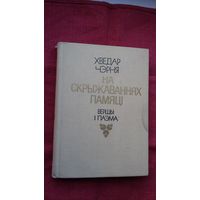 ХВЕДАР
ЧЭРНЯ
НА
СКРЫЖАВАННЯХ
ПАМЯЦІ
ВЕРШЫ
І ПАЭМА